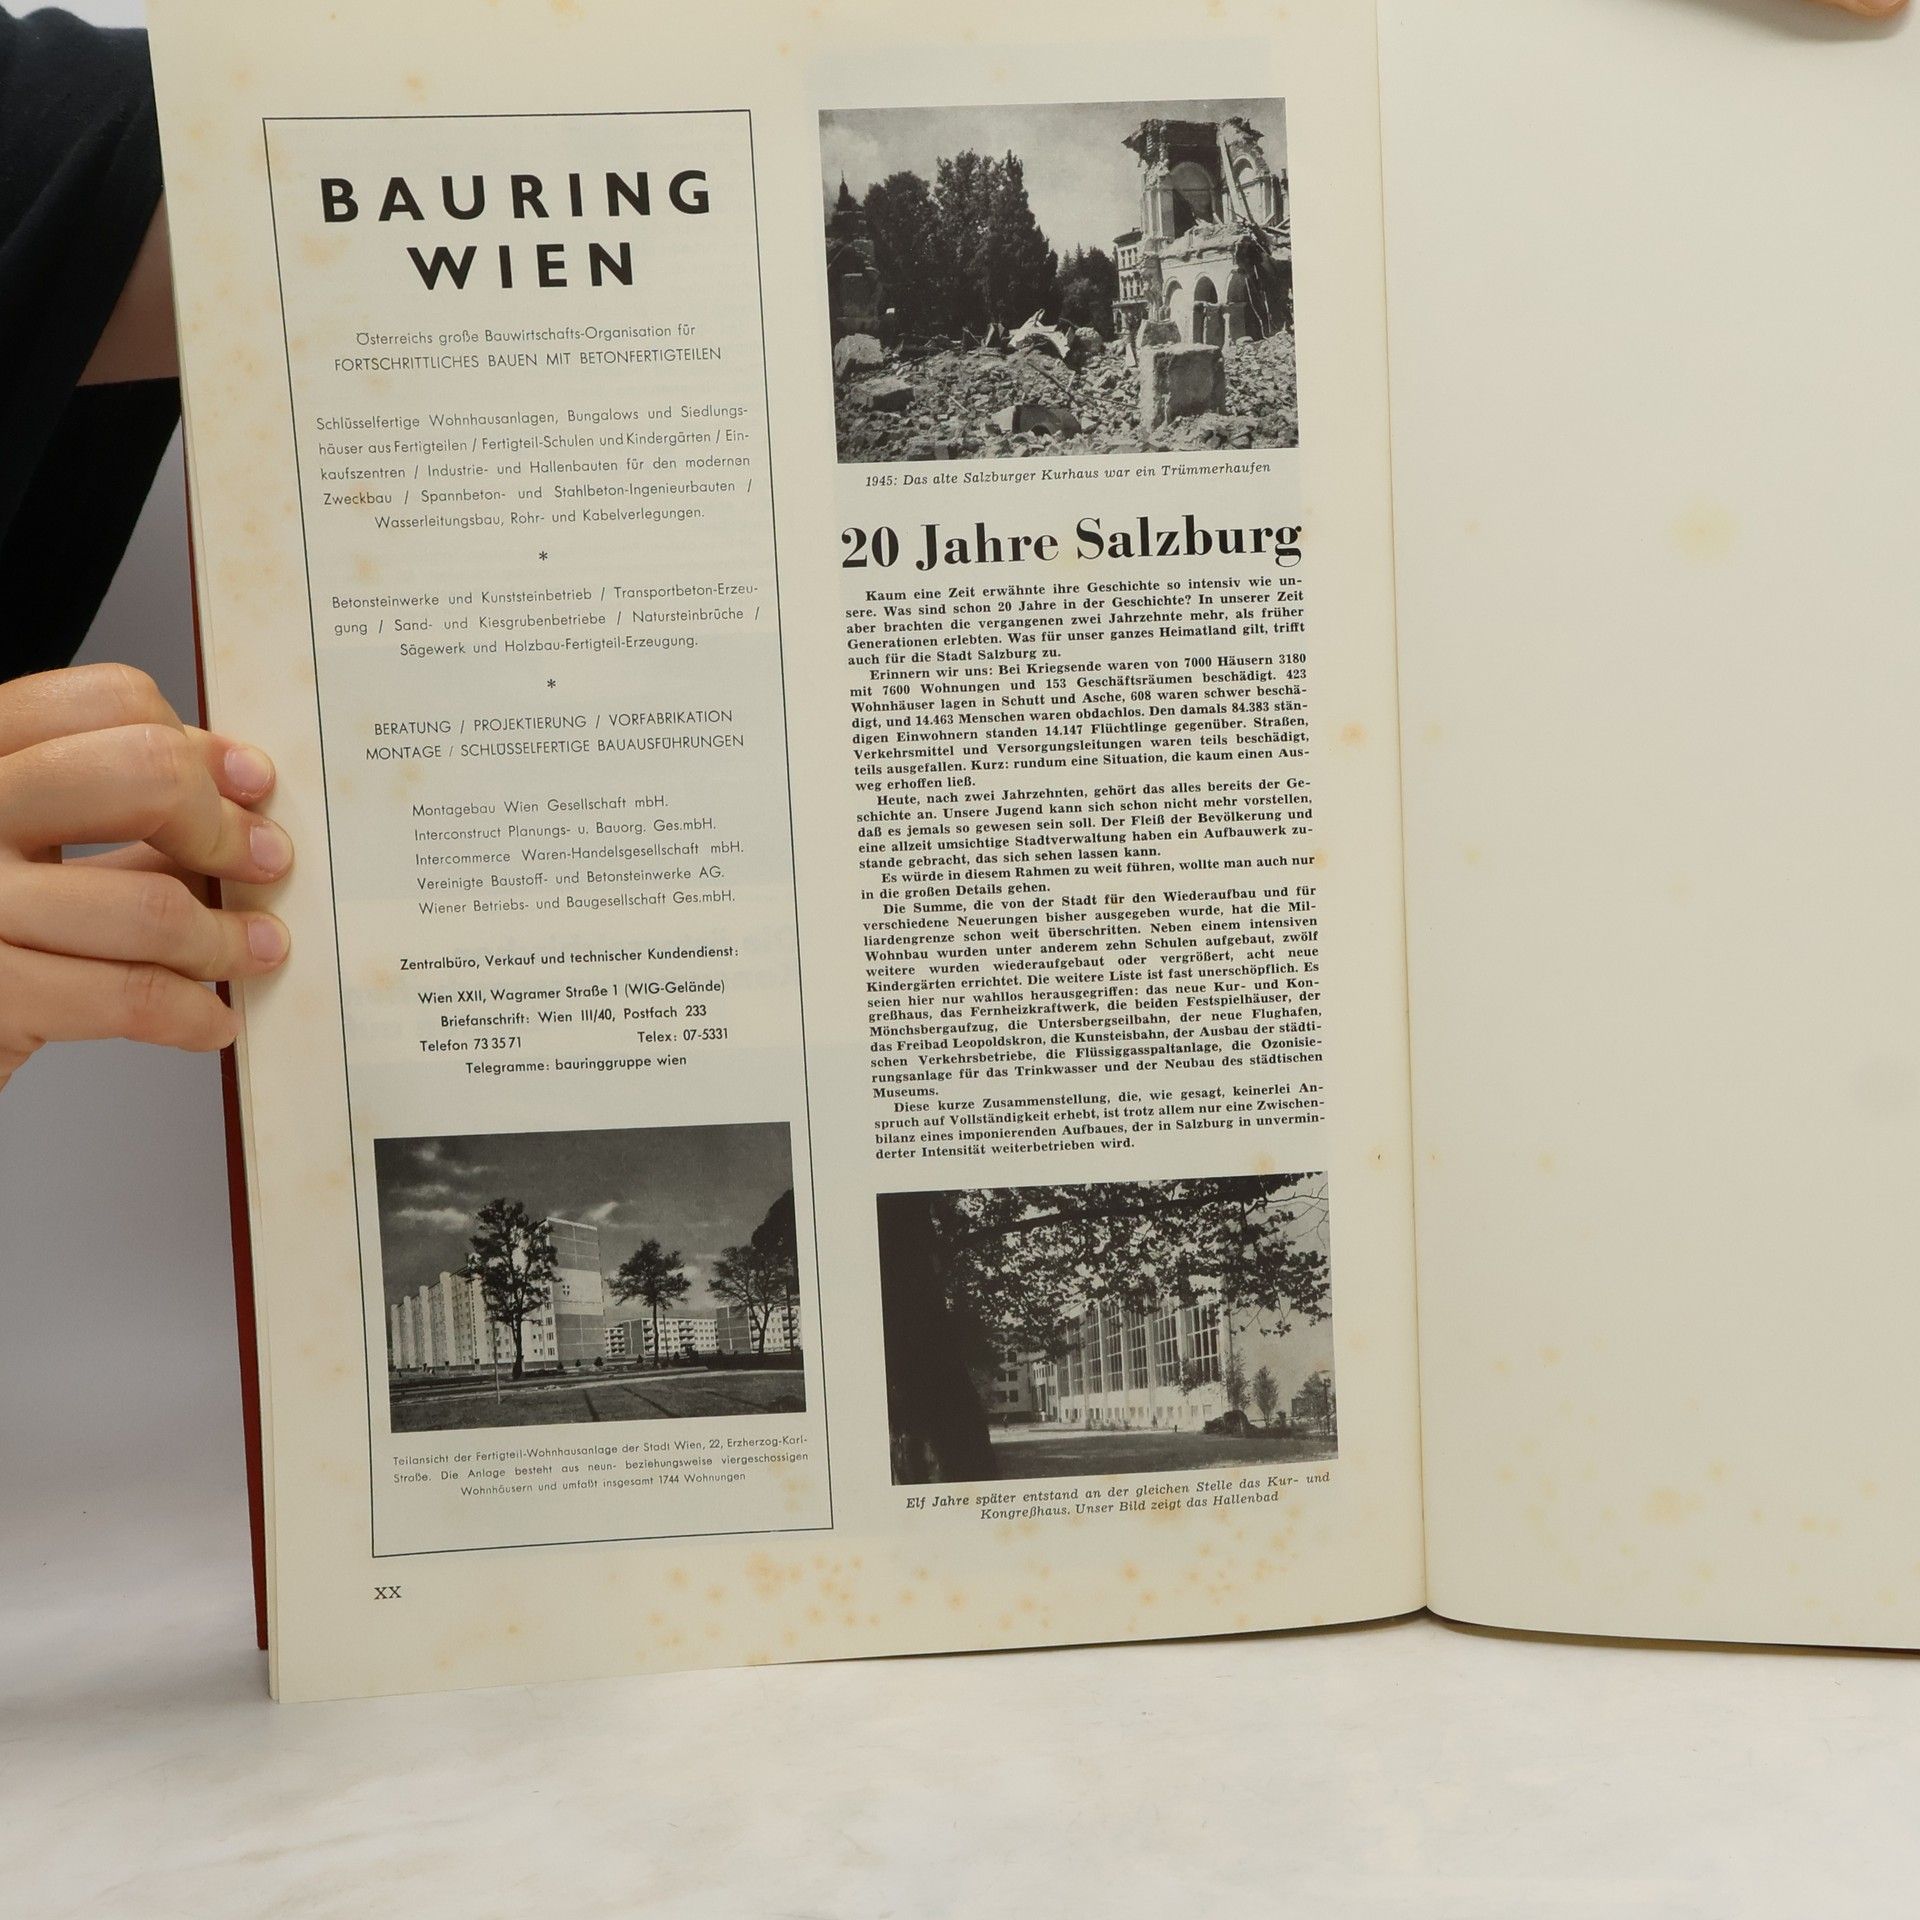 BAURING
WIEN
Österreichs große Bauwirtschafts-Organisation für
FORTSCHRITTLICHES BAUEN MIT BETONFERTIGTEILEN
Schlüsselfertige Wohnhausanlagen, Bungalows und Siedlungs-
häuser aus Fertigteilen / Fertigteil-Schulen und Kindergärten / Ein-
kaufszentren / Industrie- und Hallenbauten für den modernen
Zweckbau / Spannbeton- und Stahlbeton-Ingenieurbauten /
Wasserleitungsbau, Rohr- und Kabelverlegungen.
*
Betonsteinwerke und Kunststeinbetrieb / Transportbeton-Erzeu-
gung / Sand- und Kiesgrubenbetriebe / Natursteinbrüche /
Sägewerk und Holzbau-Fertigteil-Erzeugung.
*
BERATUNG / PROJEKTIERUNG / VORFABRIKATION
MONTAGE / SCHLÜSSELFERTIGE BAUAUSFÜHRUNGEN
Montagebau Wien Gesellschaft mbH.
Interconstruct Planungs- u. Bauorg. Ges.mbH.
Intercommerce Waren-Handelsgesellschaft mbH.
Vereinigte Baustoff- und Betonsteinwerke AG.
Wiener Betriebs- und Baugesellschaft Ges.mbH.
Zentralbüro, Verkauf und technischer Kundendienst:
Wien XXII, Wagramer Straße 1 (WIG-Gelände)
Briefanschrift: Wien III/40, Postfach 233
Telefon 73 35 71 Telex: 07-5331
Telegramme: bauringgruppe wien
Teilansicht der Fertigteil-Wohnhausanlage der Stadt Wien, 22, Erzherzog-Karl-
Straße. Die Anlage besteht aus neun- beziehungsweise viergeschossigen
Wohnhäusern und umfaßt insgesamt 1744 Wohnungen
XX
1945: Das alte Salzburger Kurhaus war ein Trümmerhaufen
20 Jahre Salzburg
Kaum eine Zeit erwähnte ihre Geschichte so intensiv wie un-
sere. Was sind schon 20 Jahre in der Geschichte? In unserer Zeit
aber brachten die vergangenen zwei Jahrzehnte mehr, als früher
Generationen erlebten. Was für unser ganzes Heimatland gilt, trifft
auch für die Stadt Salzburg zu.
Erinnern wir uns: Bei Kriegsende waren von 7000 Häusern 3180
mit 7600 Wohnungen und 153 Geschäftsräumen beschädigt. 423
Wohnhäuser lagen in Schutt und Asche, 608 waren schwer beschä-
digt, und 14.463 Menschen waren obdachlos. Den damals 84.383 stän-
digen Einwohnern standen 14.147 Flüchtlinge gegenüber. Straßen,
Verkehrsmittel und Versorgungsleitungen waren teils beschädigt,
teils ausgefallen. Kurz: rundum eine Situation, die kaum einen Aus-
weg erhoffen ließ.
Heute, nach zwei Jahrzehnten, gehört das alles bereits der Ge-
schichte an. Unsere Jugend kann sich schon nicht mehr vorstellen,
daß es jemals so gewesen sein soll. Der Fleiß der Bevölkerung und
eine allzeit umsichtige Stadtverwaltung haben ein Aufbauwerk zu-
stande gebracht, das sich sehen lassen kann.
Es würde in diesem Rahmen zu weit führen, wollte man auch nur
in die großen Details gehen.
Die Summe, die von der Stadt für den Wiederaufbau und für
verschiedene Neuerungen bisher ausgegeben wurde, hat die Mil-
liardengrenze schon weit überschritten. Neben einem intensiven
Wohnbau wurden unter anderem zehn Schulen aufgebaut, zwölf
weitere wurden wiederaufgebaut oder vergrößert, acht neue
Kindergärten errichtet. Die weitere Liste ist fast unerschöpflich. Es
seien hier nur wahllos herausgegriffen: das neue Kur- und Kon-
greßhaus, das Fernheizkraftwerk, die beiden Festspielhäuser, der
Mönchsbergaufzug, die Untersbergseilbahn, der neue Flughafen,
das Freibad Leopoldskron, die Kunsteisbahn, der Ausbau der städti-
schen Verkehrsbetriebe, die Flüssiggasspaltanlage, die Ozonisie-
rungsanlage für das Trinkwasser und der Neubau des städtischen
Museums.
Diese kurze Zusammenstellung, die, wie gesagt, keinerlei An-
spruch auf Vollständigkeit erhebt, ist trotz allem nur eine Zwischen-
bilanz eines imponierenden Aufbaues, der in Salzburg in unvermin-
derter Intensität weiterbetrieben wird.
Elf Jahre später entstand an der gleichen Stelle das Kur- und
Kongreßhaus. Unser Bild zeigt das Hallenbad